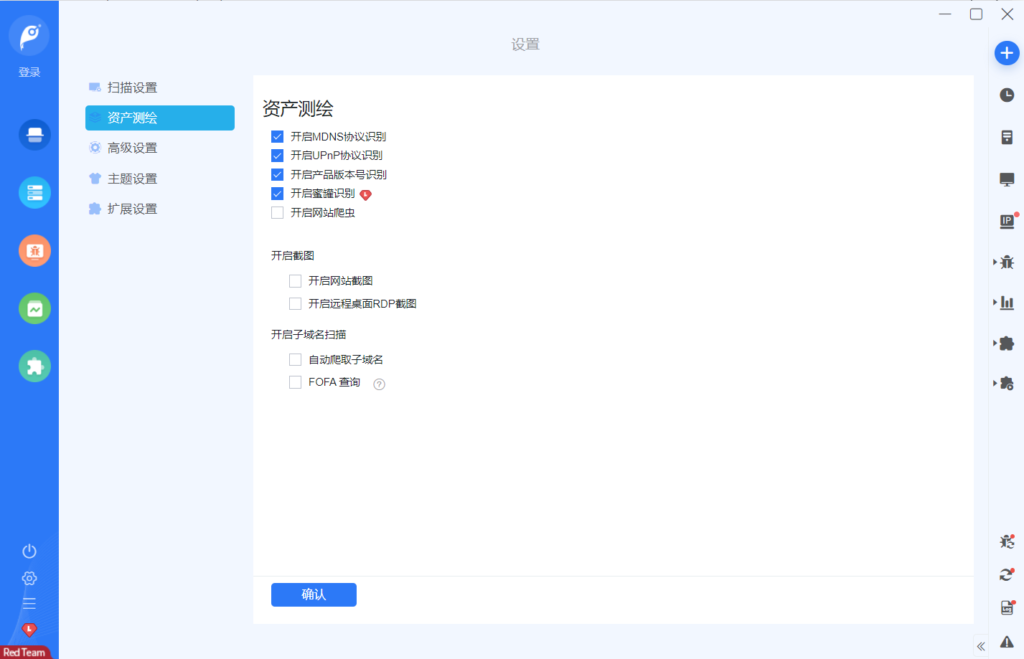 设置
登录
扫描设置
资产测绘
高级设置
主题设置
扩展设置
资产测绘
开启MDNS协议识别
开启UPnP协议识别
开启产品版本号识别
开启蜜罐识别
开启网站爬虫
开启截图
开启网站截图
开启远程桌面RDP截图
开启子域名扫描
自动爬取子域名
FOFA 查询
?
确认
IP
Red Team